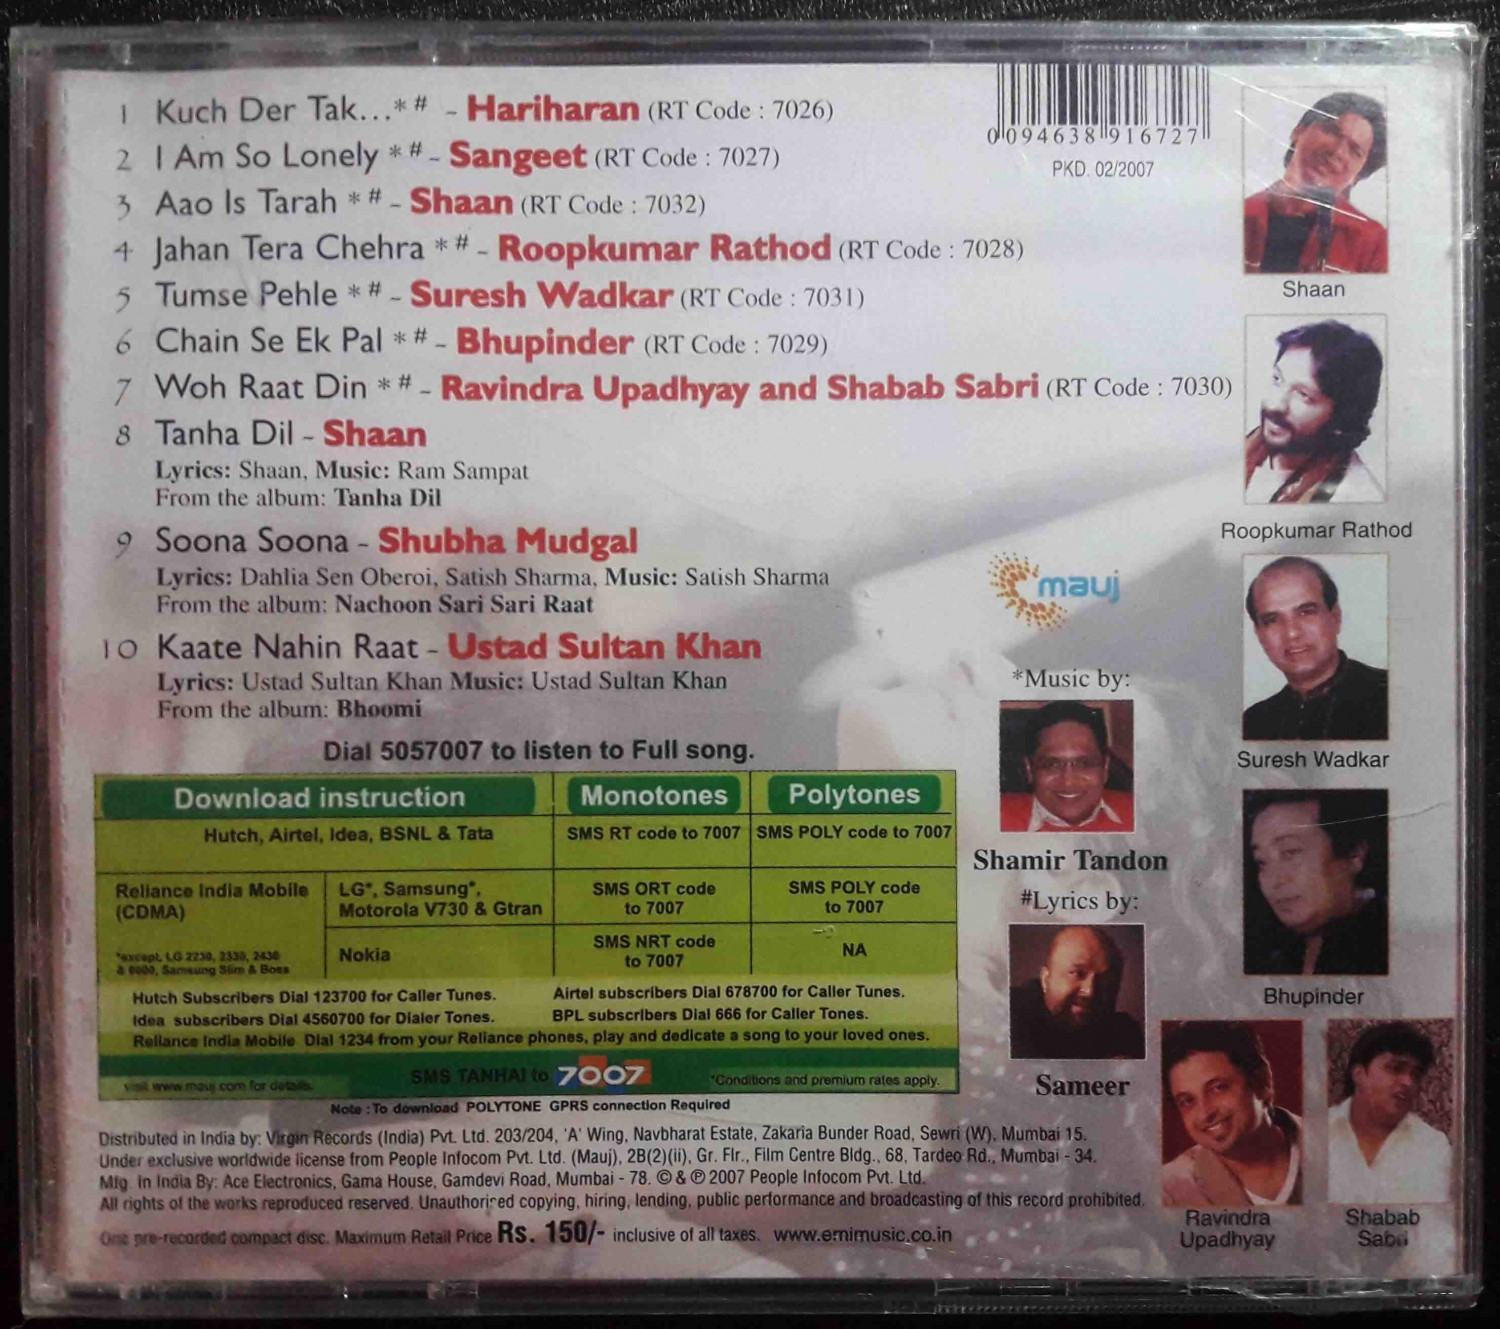 1 Kuch Der Tak...*# - Hariharan (RT Code : 7026)
2 I Am So Lonely *# - Sangeet (RT Code : 7027)
3 Aao Is Tarah *# - Shaan (RT Code : 7032)
4 Jahan Tera Chehra *# - Roopkumar Rathod (RT Code : 7028)
5 Tumse Pehle *# - Suresh Wadkar (RT Code : 7031)
6 Chain Se Ek Pal *# - Bhupinder (RT Code : 7029)
7 Woh Raat Din *# - Ravindra Upadhyay and Shabab Sabri (RT Code : 7030)
8 Tanha Dil - Shaan
Lyrics: Shaan, Music: Ram Sampat
From the album: Tanha Dil
9 Soona Soona - Shubha Mudgal
Lyrics: Dahlia Sen Oberoi, Satish Sharma, Music: Satish Sharma
From the album: Nachoon Sari Sari Raat
10 Kaate Nahin Raat - Ustad Sultan Khan
Lyrics: Ustad Sultan Khan Music: Ustad Sultan Khan
From the album: Bhoomi
0 094638 916727
PKD. 02/2007
Shaan
Roopkumar Rathod
mauj
Suresh Wadkar
*Music by:
Shamir Tandon
#Lyrics by:
Sameer
Bhupinder
Ravindra
Upadhyay
Shabab
Sabri
Dial 5057007 to listen to Full song.
Download instruction Monotones Polytones
Hutch, Airtel, Idea, BSNL & Tata SMS RT code to 7007 SMS POLY code to 7007
Reliance India Mobile
(CDMA)
*except, LG 2230, 2330, 2430
& 6000, Samsung Slim & Boss
LG*, Samsung*,
Motorola V730 & Gtran
SMS ORT code
to 7007
SMS POLY code
to 7007
Nokia
SMS NRT code
to 7007
NA
Hutch Subscribers Dial 123700 for Caller Tunes. Airtel subscribers Dial 678700 for Caller Tunes.
Idea subscribers Dial 4560700 for Dialer Tones. BPL subscribers Dial 666 for Caller Tones.
Reliance India Mobile Dial 1234 from your Reliance phones, play and dedicate a song to your loved ones.
visit www.mauj.com for details. SMS TANHAI to 7007 *Conditions and premium rates apply.
Note : To download POLYTONE GPRS connection Required
Distributed in India by: Virgin Records (India) Pvt. Ltd. 203/204, 'A' Wing, Navbharat Estate, Zakaria Bunder Road, Sewri (W), Mumbai 15.
Under exclusive worldwide license from People Infocom Pvt. Ltd. (Mauj), 2B(2)(ii), Gr. Flr., Film Centre Bldg., 68, Tardeo Rd., Mumbai - 34.
Mfg. In India By: Ace Electronics, Gama House, Gamdevi Road, Mumbai - 78. © & ℗ 2007 People Infocom Pvt. Ltd.
All rights of the works reproduced reserved. Unauthorised copying, hiring, lending, public performance and broadcasting of this record prohibited.
One pre-recorded compact disc. Maximum Retail Price Rs. 150/- inclusive of all taxes. www.emimusic.co.in